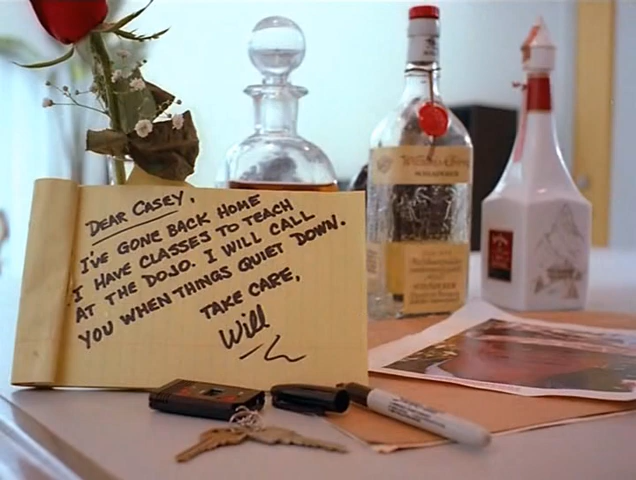 DEAR CASEY,
I'VE GONE BACK HOME
I HAVE CLASSES TO TEACH
AT THE DOJO. I WILL CALL
YOU WHEN THINGS QUIET DOWN.
TAKE CARE,
Will